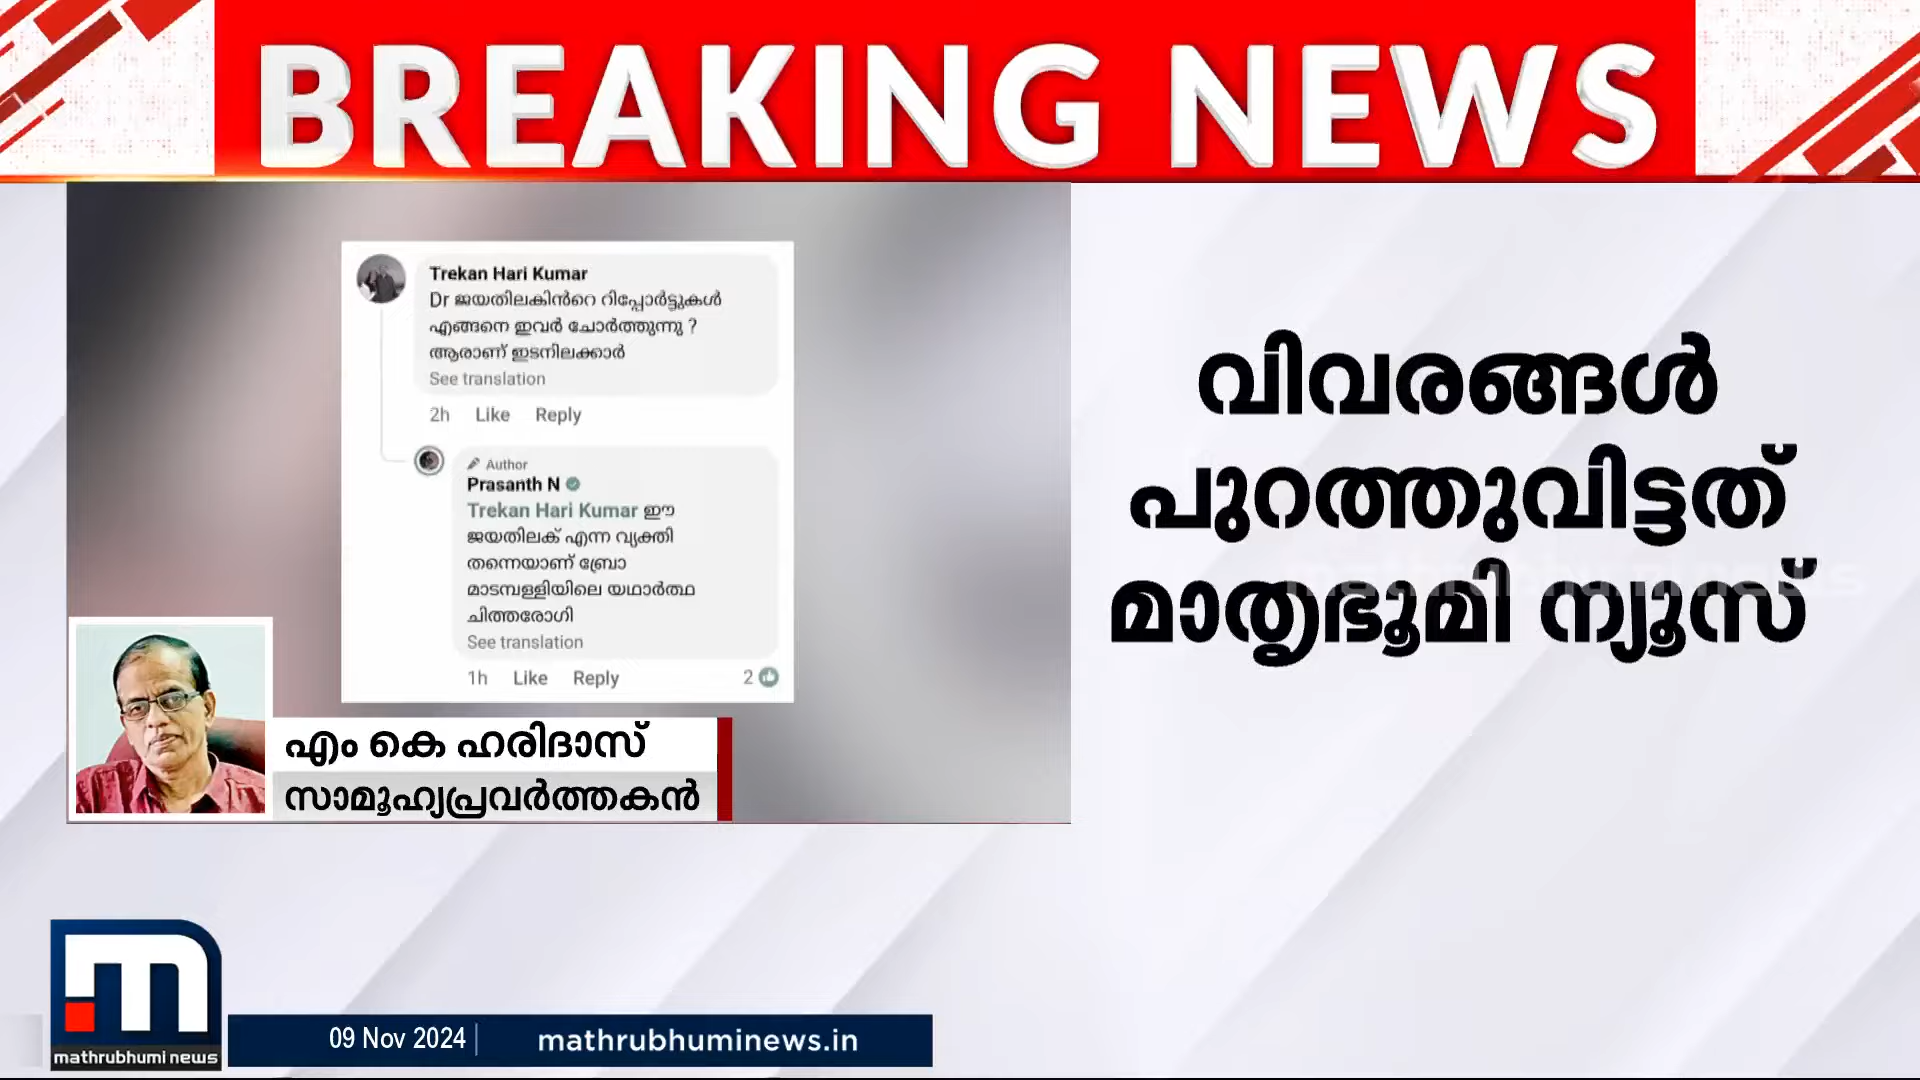 BREAKING NEWS
Trekan Hari Kumar
Dr ജയതിലകിൻറെ റിപ്പോർട്ടുകൾ
എങ്ങനെ ഇവർ ചോർത്തുന്നു ?
ആരാണ് ഇടനിലക്കാർ
See translation
2h Like Reply
Author
Prasanth N
Trekan Hari Kumar ഈ
ജയതിലക് എന്ന വ്യക്തി
തന്നെയാണ് ബ്രോ
മാടമ്പള്ളിയിലെ യഥാർത്ഥ
ചിത്തരോഗി
See translation
1h Like Reply 2
എം കെ ഹരിദാസ്
സാമൂഹ്യപ്രവർത്തകൻ
വിവരങ്ങൾ
പുറത്തുവിട്ടത്
മാതൃഭൂമി ന്യൂസ്
mathrubhumi news
mathrubhumi news
09 Nov 2024
mathrubhuminews.in